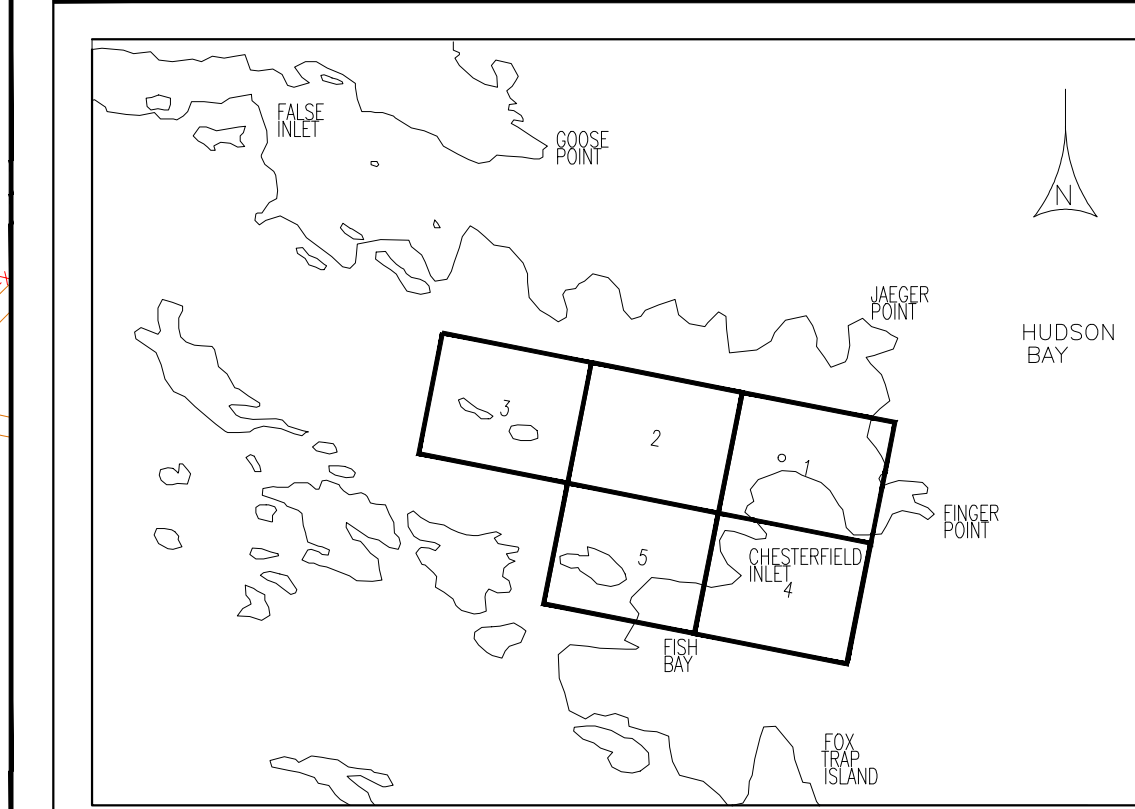 FALSE
INLET
GOOSE
POINT
N
JAEGER
POINT
HUDSON
BAY
3
2
1
FINGER
POINT
5
CHESTERFIELD
INLET
4
FISH
BAY
FOX
TRAP
ISLAND